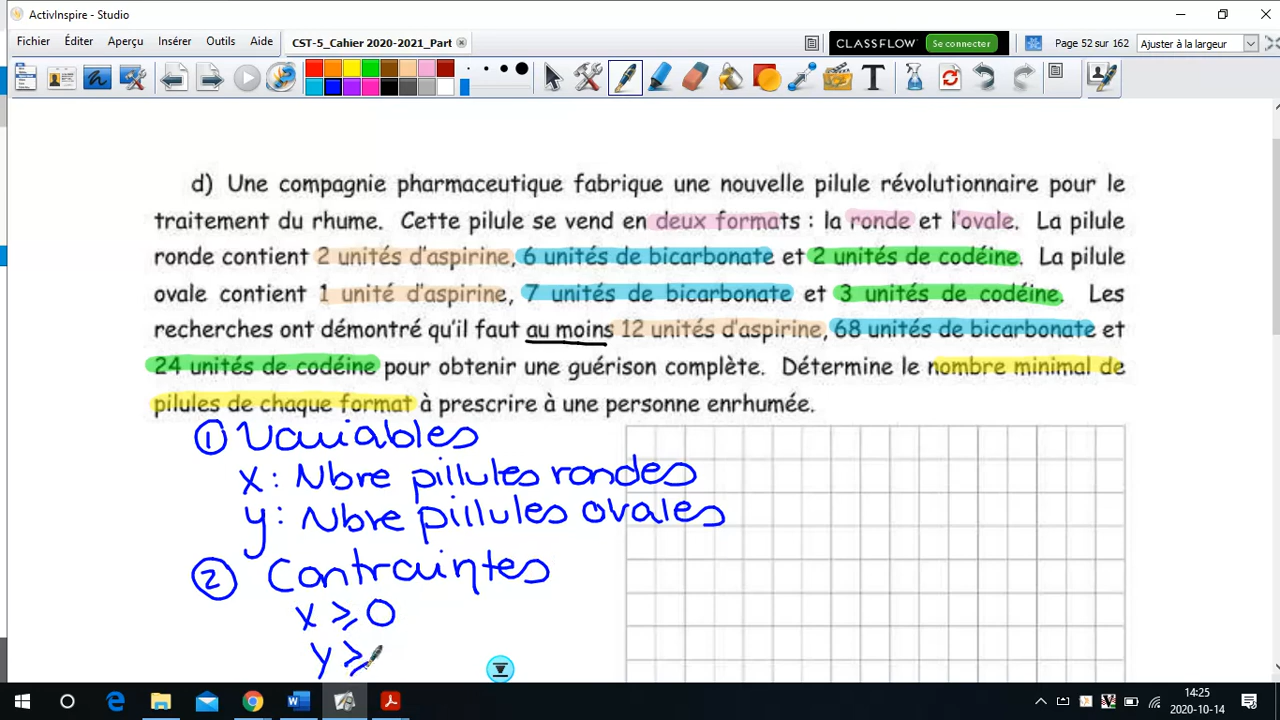 ActivInspire - Studio
Fichier Éditer Aperçu Insérer Outils Aide
CST-5_Cahier 2020-2021_Part
CLASSFLOW
Se connecter
Page 52 sur 162
Ajuster à la largeur
d) Une compagnie pharmaceutique fabrique une nouvelle pilule révolutionnaire pour le
traitement du rhume. Cette pilule se vend en deux formats : la ronde et l'ovale. La pilule
ronde contient 2 unités d'aspirine, 6 unités de bicarbonate et 2 unités de codéine. La pilule
ovale contient 1 unité d'aspirine, 7 unités de bicarbonate et 3 unités de codéine. Les
recherches ont démontré qu'il faut au moins 12 unités d'aspirine, 68 unités de bicarbonate et
24 unités de codéine pour obtenir une guérison complète. Détermine le nombre minimal de
pilules de chaque format à prescrire à une personne enrhumée.
① Variables
x : Nbre pillules rondes
y : Nbre pillules ovales
② Contraintes
x ≥ 0
y ≥
14:25
2020-10-14